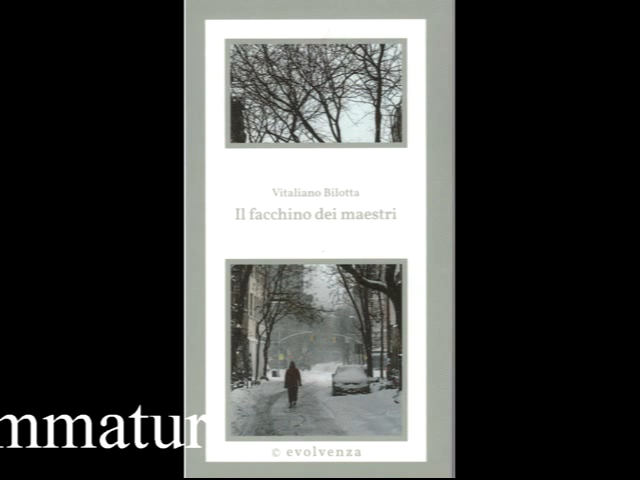 Vitaliano Bilotta
Il facchino dei maestri
mmatur
© evolvenza